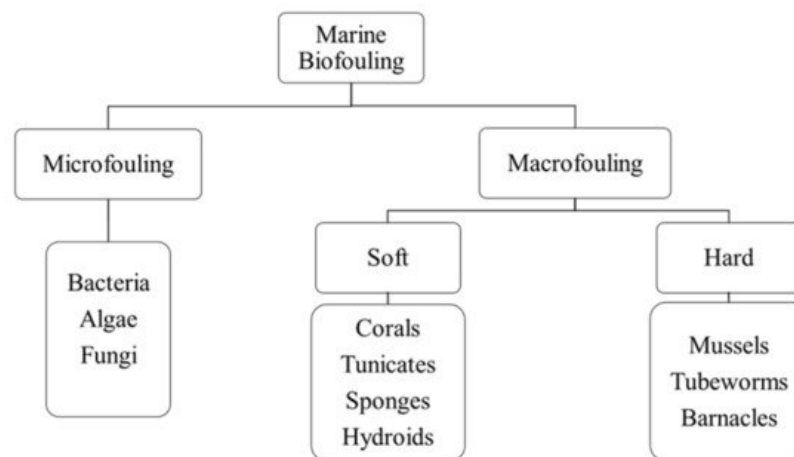 Marine
Biofouling
Microfouling
Macrofouling
Bacteria
Algae
Fungi
Soft
Hard
Corals
Tunicates
Sponges
Hydroids
Mussels
Tubeworms
Barnacles